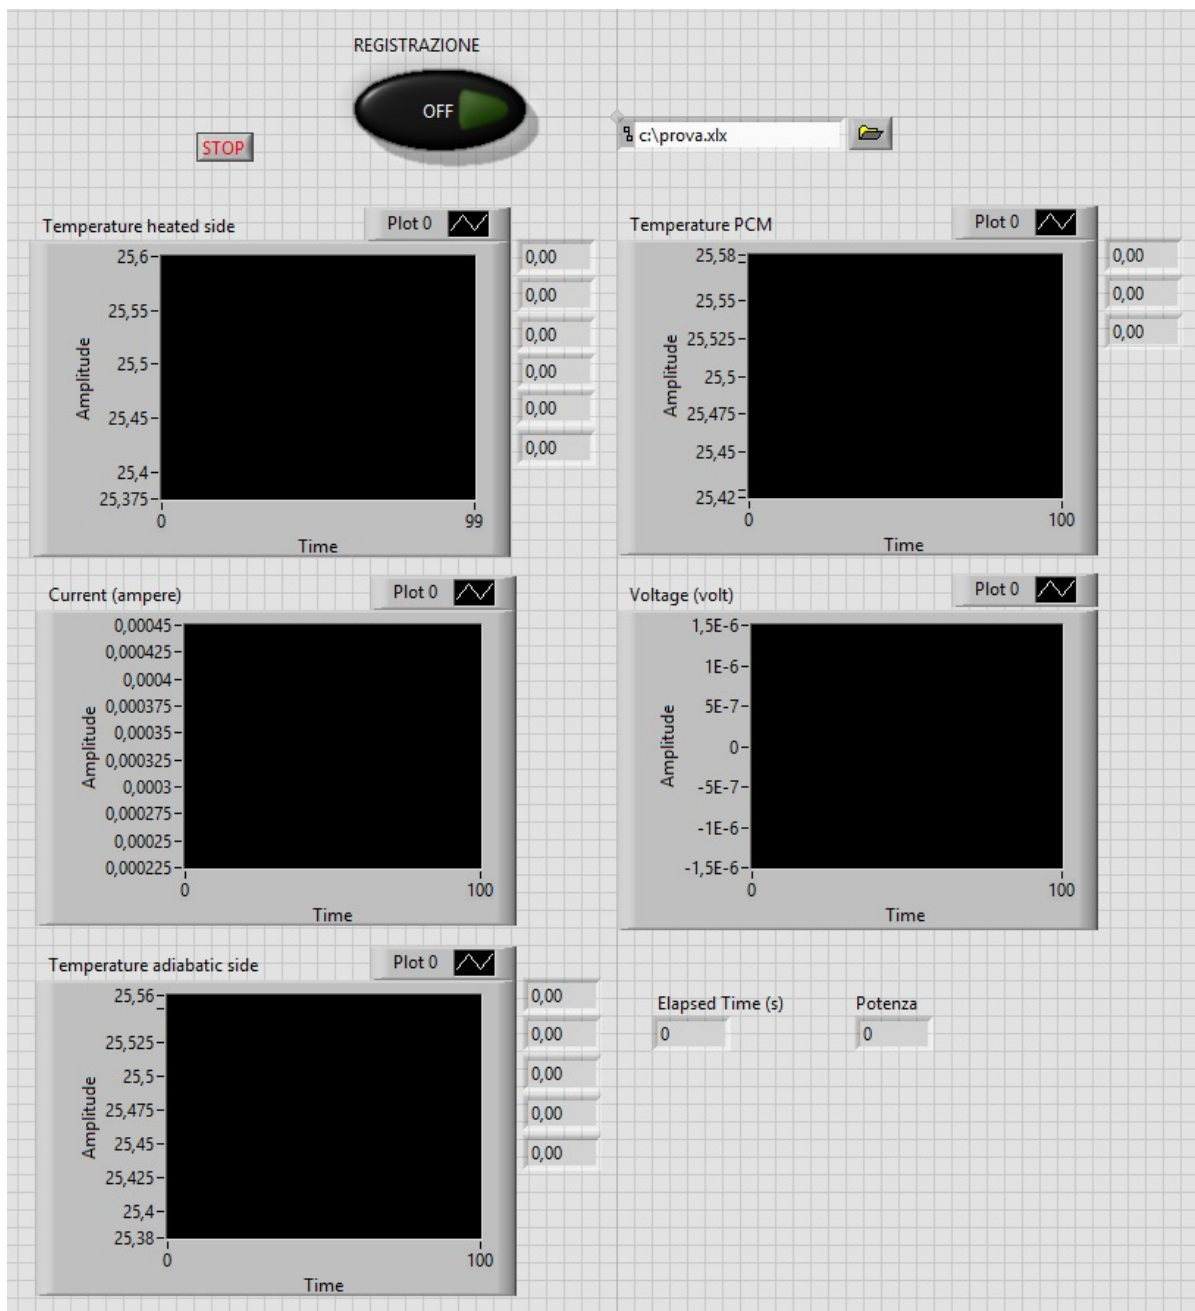 REGISTRAZIONE
OFF
STOP
c:\prova.xlx
Temperature heated side
Plot 0
Amplitude
25,6
25,55
25,5
25,45
25,4
25,375
0
99
Time
0,00
0,00
0,00
0,00
0,00
0,00
Temperature PCM
Plot 0
Amplitude
25,58
25,55
25,525
25,5
25,475
25,45
25,42
0
100
Time
0,00
0,00
0,00
Current (ampere)
Plot 0
Amplitude
0,00045
0,000425
0,0004
0,000375
0,00035
0,000325
0,0003
0,000275
0,00025
0,000225
0
100
Time
Voltage (volt)
Plot 0
Amplitude
1,5E-6
1E-6
5E-7
0
-5E-7
-1E-6
-1,5E-6
0
100
Time
Temperature adiabatic side
Plot 0
Amplitude
25,56
25,525
25,5
25,475
25,45
25,425
25,4
25,38
0
100
Time
0,00
0,00
0,00
0,00
0,00
Elapsed Time (s)
0
Potenza
0